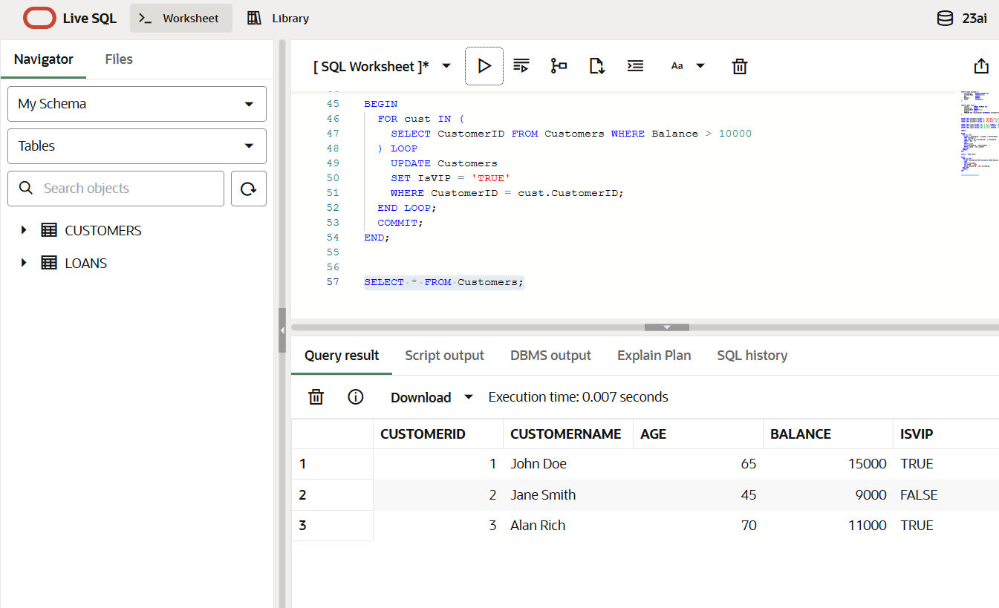 Live SQL
Worksheet
Library
23ai
Navigator
Files
My Schema
Tables
Search objects
CUSTOMERS
LOANS
[ SQL Worksheet ]*
Aa
45 BEGIN
46 FOR cust IN (
47 SELECT CustomerID FROM Customers WHERE Balance > 10000
48 ) LOOP
49 UPDATE Customers
50 SET IsVIP = 'TRUE'
51 WHERE CustomerID = cust.CustomerID;
52 END LOOP;
53 COMMIT;
54 END;
55
56
57 SELECT * FROM Customers;
Query result
Script output
DBMS output
Explain Plan
SQL history
Download
Execution time: 0.007 seconds
CUSTOMERID CUSTOMERNAME AGE BALANCE ISVIP
1 1 John Doe 65 15000 TRUE
2 2 Jane Smith 45 9000 FALSE
3 3 Alan Rich 70 11000 TRUE